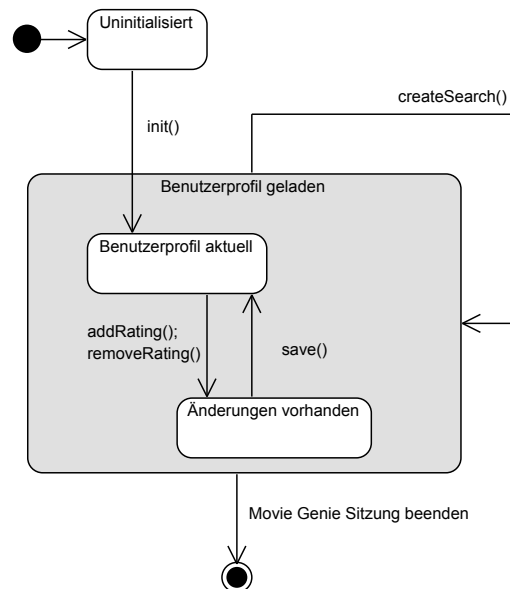 Uninitialisiert
createSearch()
init()
Benutzerprofil geladen
Benutzerprofil aktuell
addRating();
removeRating()
save()
Änderungen vorhanden
Movie Genie Sitzung beenden